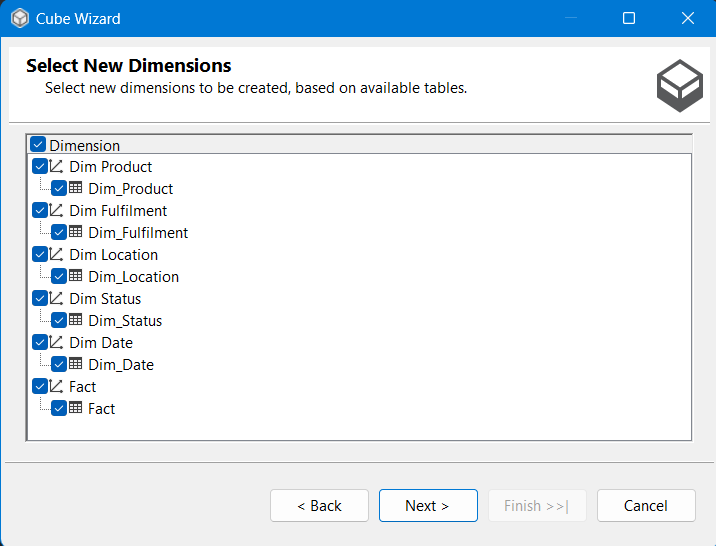 Cube Wizard
Select New Dimensions
Select new dimensions to be created, based on available tables.
Dimension
Dim Product
Dim_Product
Dim Fulfilment
Dim_Fulfilment
Dim Location
Dim_Location
Dim Status
Dim_Status
Dim Date
Dim_Date
Fact
Fact
< Back Next > Finish >>| Cancel